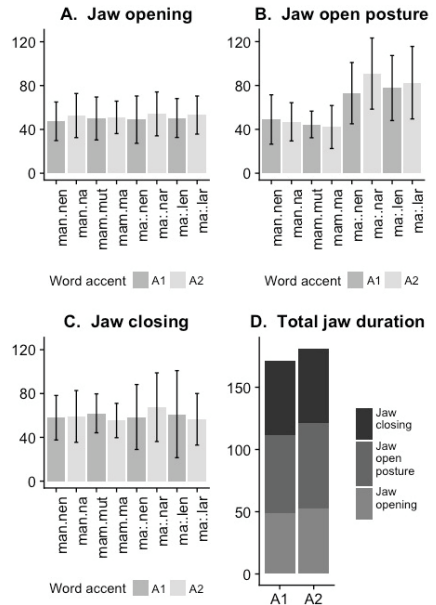 A. Jaw opening
120
80
40
0
man.nen
man.na
mam.mut
mam.ma
ma:.nen
ma:.nar
ma:.len
ma:.lar
Word accent A1 A2
B. Jaw open posture
120
80
40
0
man.nen
man.na
mam.mut
mam.ma
ma:.nen
ma:.nar
ma:.len
ma:.lar
Word accent A1 A2
C. Jaw closing
120
80
40
0
man.nen
man.na
mam.mut
mam.ma
ma:.nen
ma:.nar
ma:.len
ma:.lar
Word accent A1 A2
D. Total jaw duration
150
100
50
0
A1 A2
Jaw
closing
Jaw
open
posture
Jaw
opening